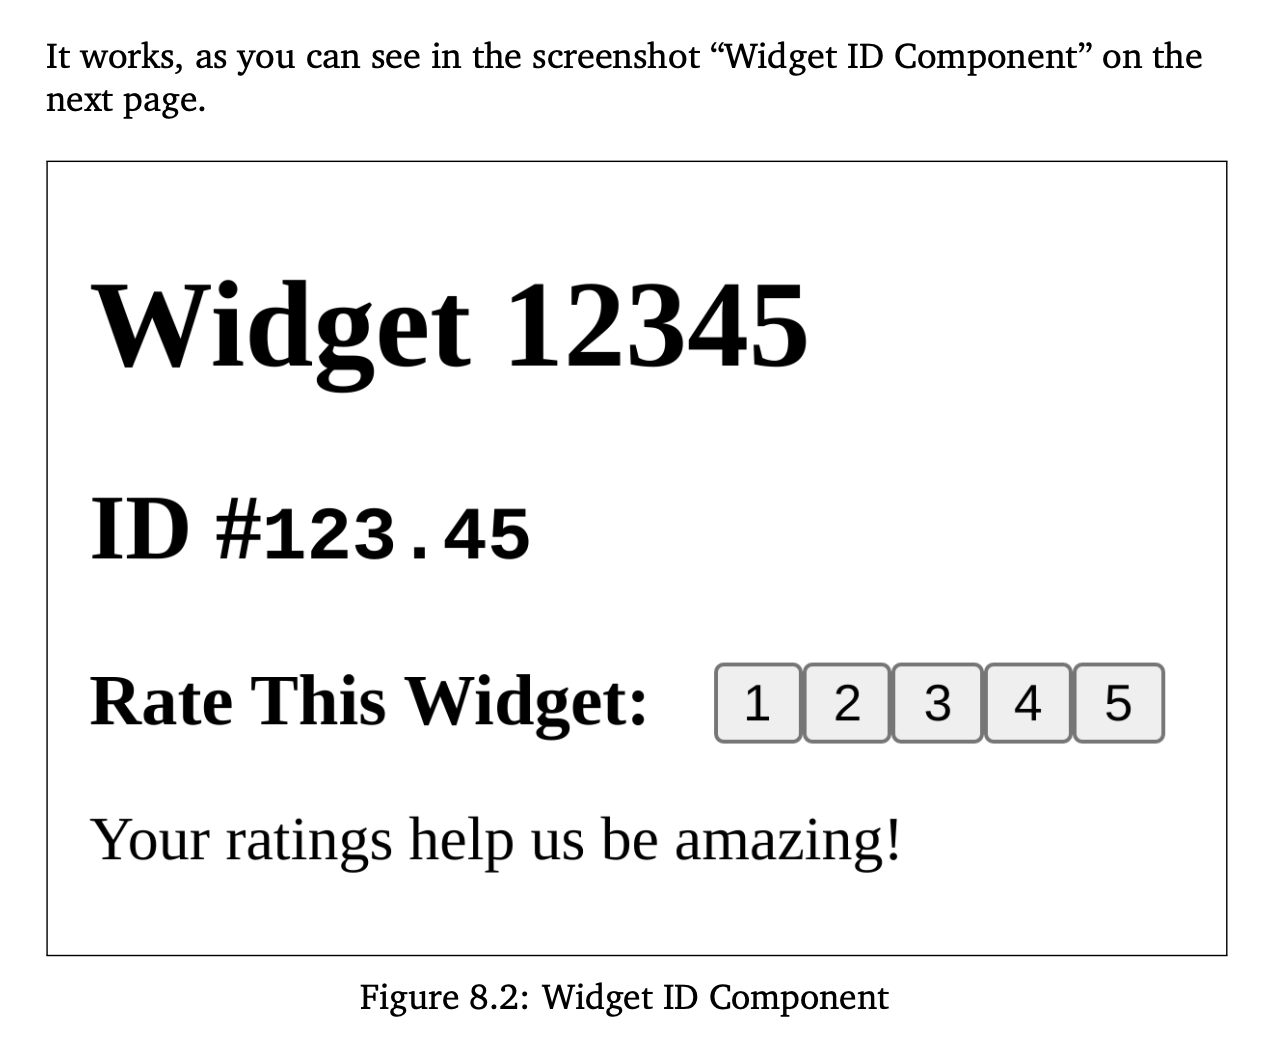 It works, as you can see in the screenshot “Widget ID Component” on the
next page.
Widget 12345
ID #123.45
Rate This Widget: 1 2 3 4 5
Your ratings help us be amazing!
Figure 8.2: Widget ID Component